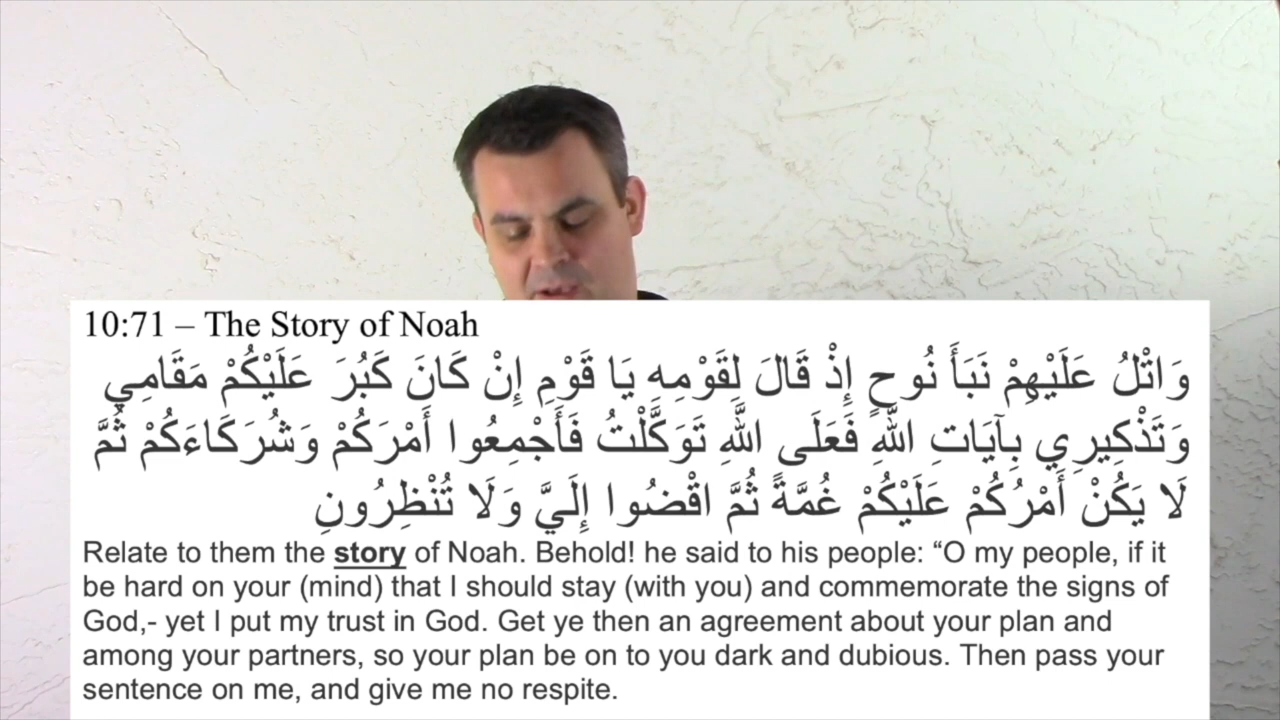 10:71 – The Story of Noah
وَاتْلُ عَلَيْهِمْ نَبَأَ نُوحٍ إِذْ قَالَ لِقَوْمِهِ يَا قَوْمِ إِنْ كَانَ كَبُرَ عَلَيْكُمْ مَقَامِي
وَتَذْكِيرِي بِآيَاتِ اللَّهِ فَعَلَى اللَّهِ تَوَكَّلْتُ فَأَجْمِعُوا أَمْرَكُمْ وَشُرَكَاءَكُمْ ثُمَّ
لَا يَكُنْ أَمْرُكُمْ عَلَيْكُمْ غُمَّةً ثُمَّ اقْضُوا إِلَيَّ وَلَا تُنْظِرُونِ
Relate to them the story of Noah. Behold! he said to his people: “O my people, if it
be hard on your (mind) that I should stay (with you) and commemorate the signs of
God,- yet I put my trust in God. Get ye then an agreement about your plan and
among your partners, so your plan be on to you dark and dubious. Then pass your
sentence on me, and give me no respite.